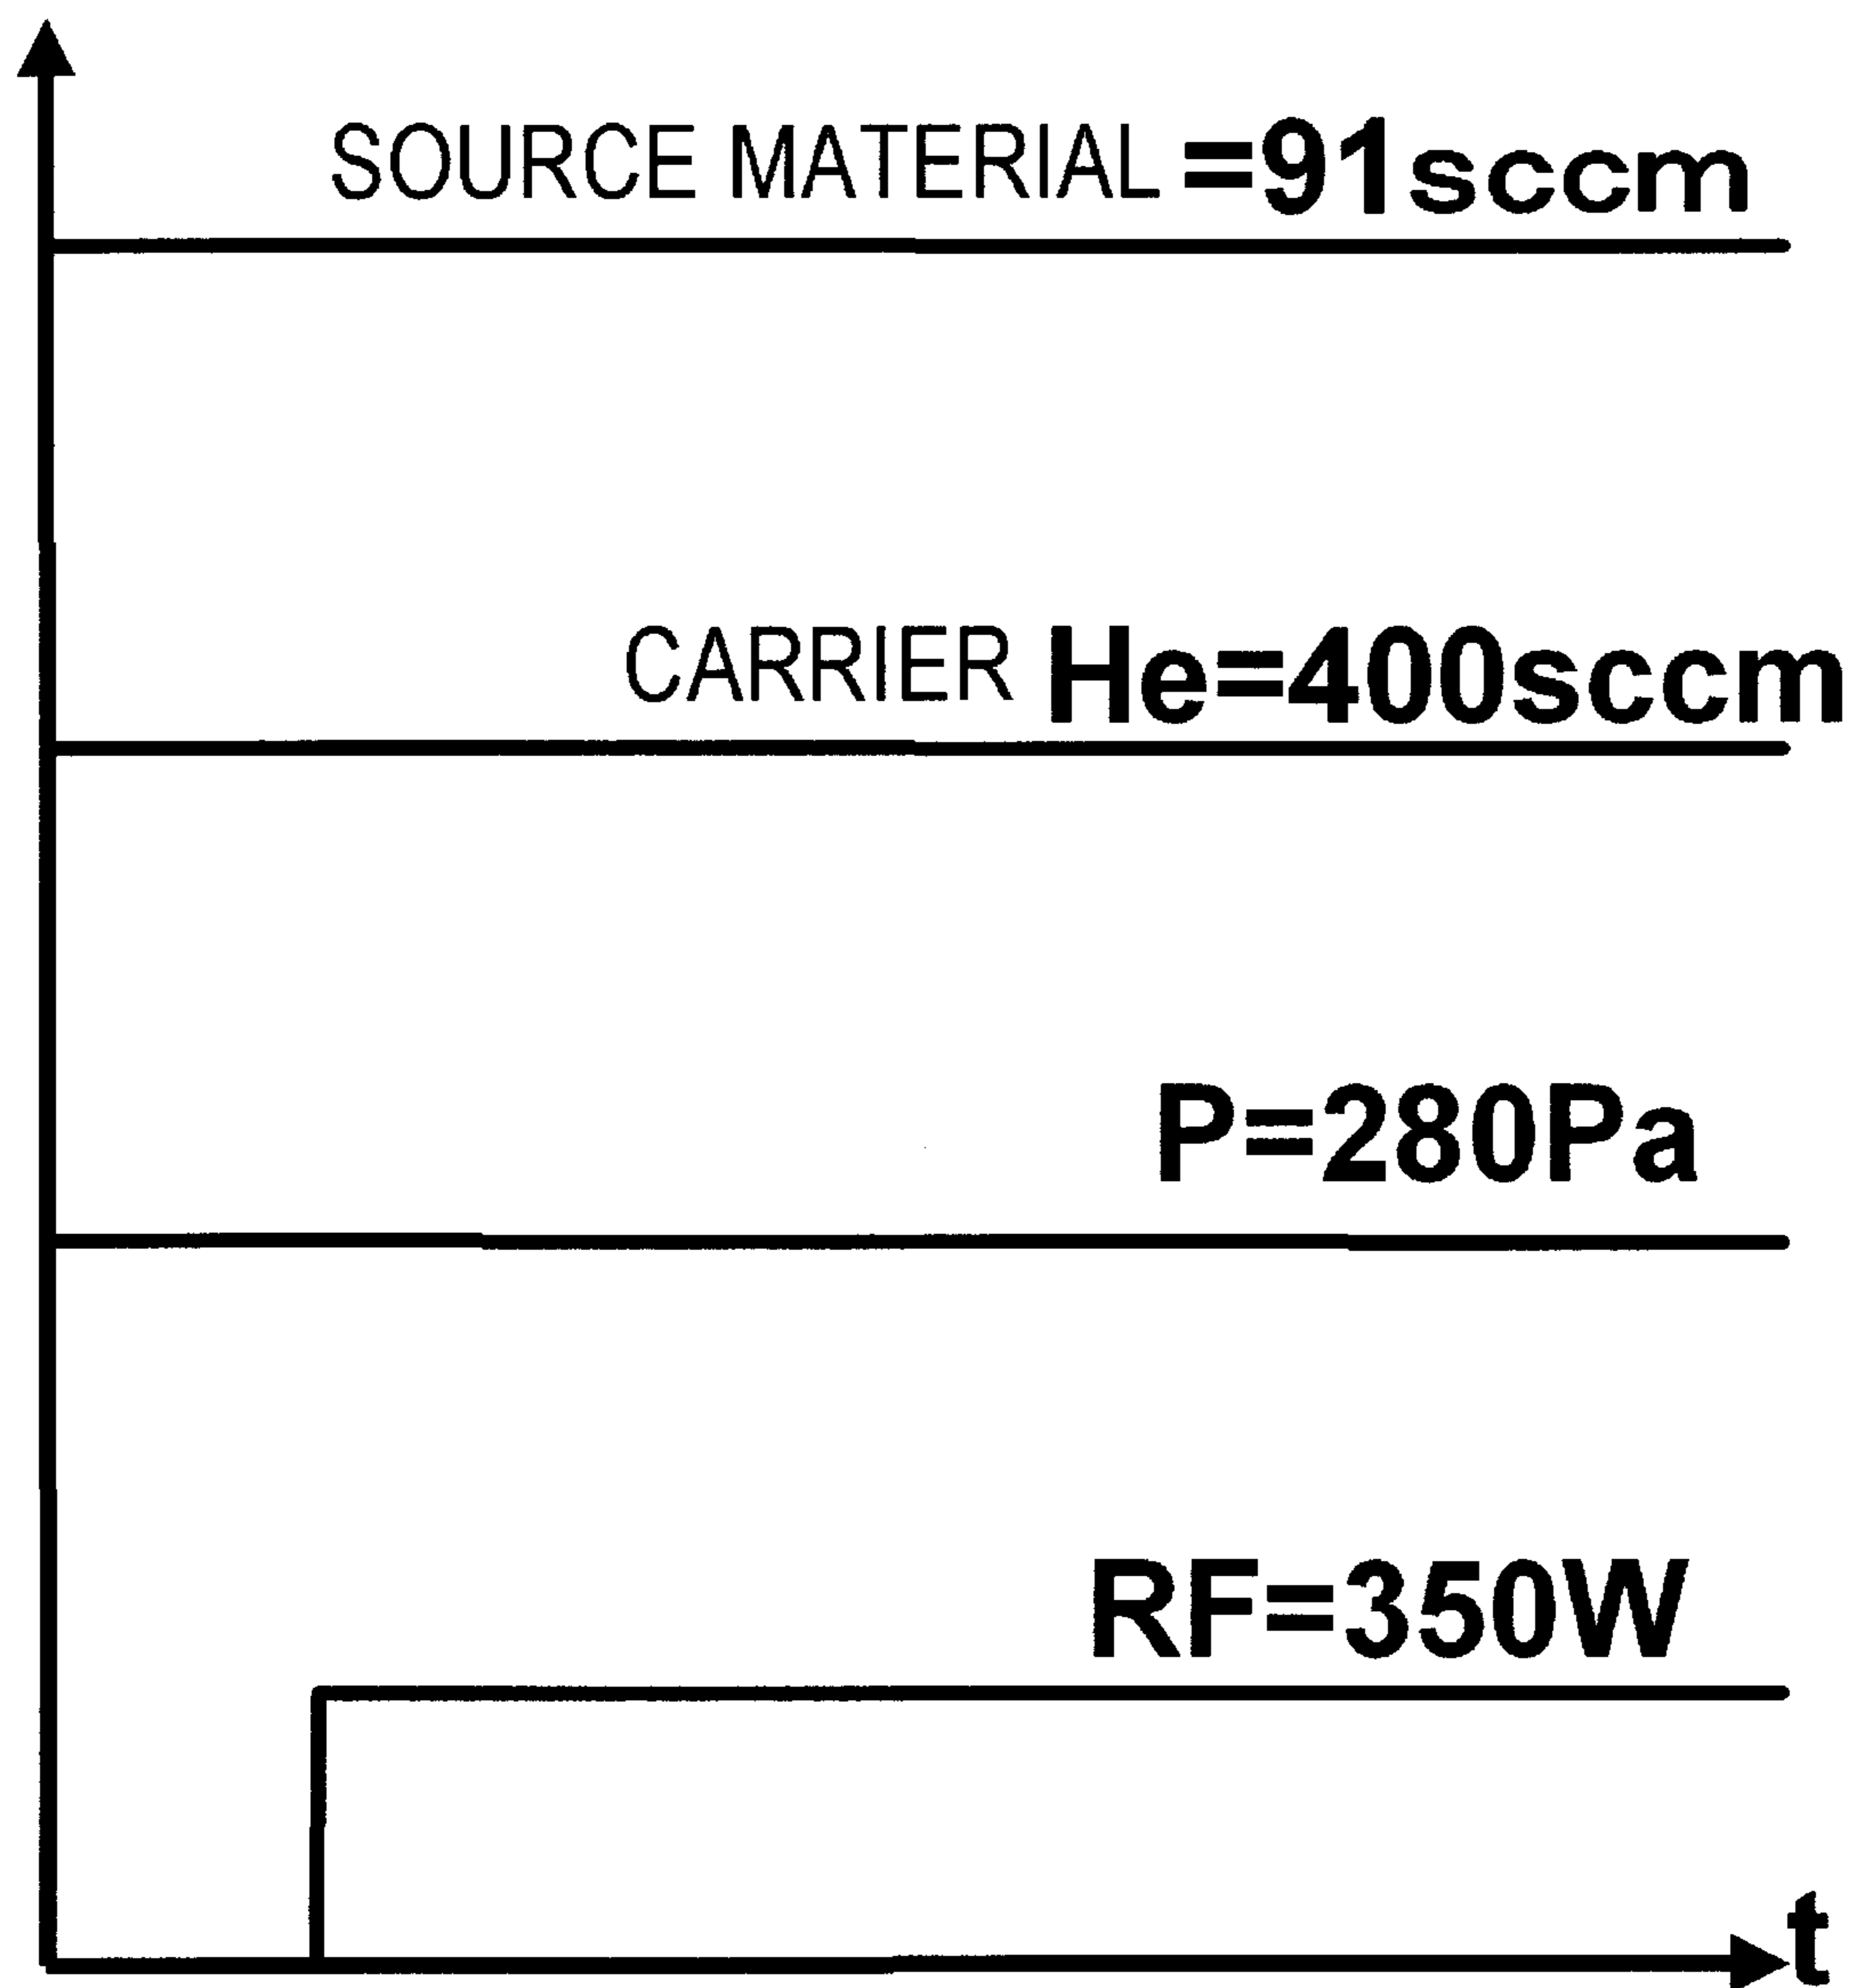 SOURCE MATERIAL =91sccm
CARRIER He=400sccm
P=280Pa
RF=350W
t